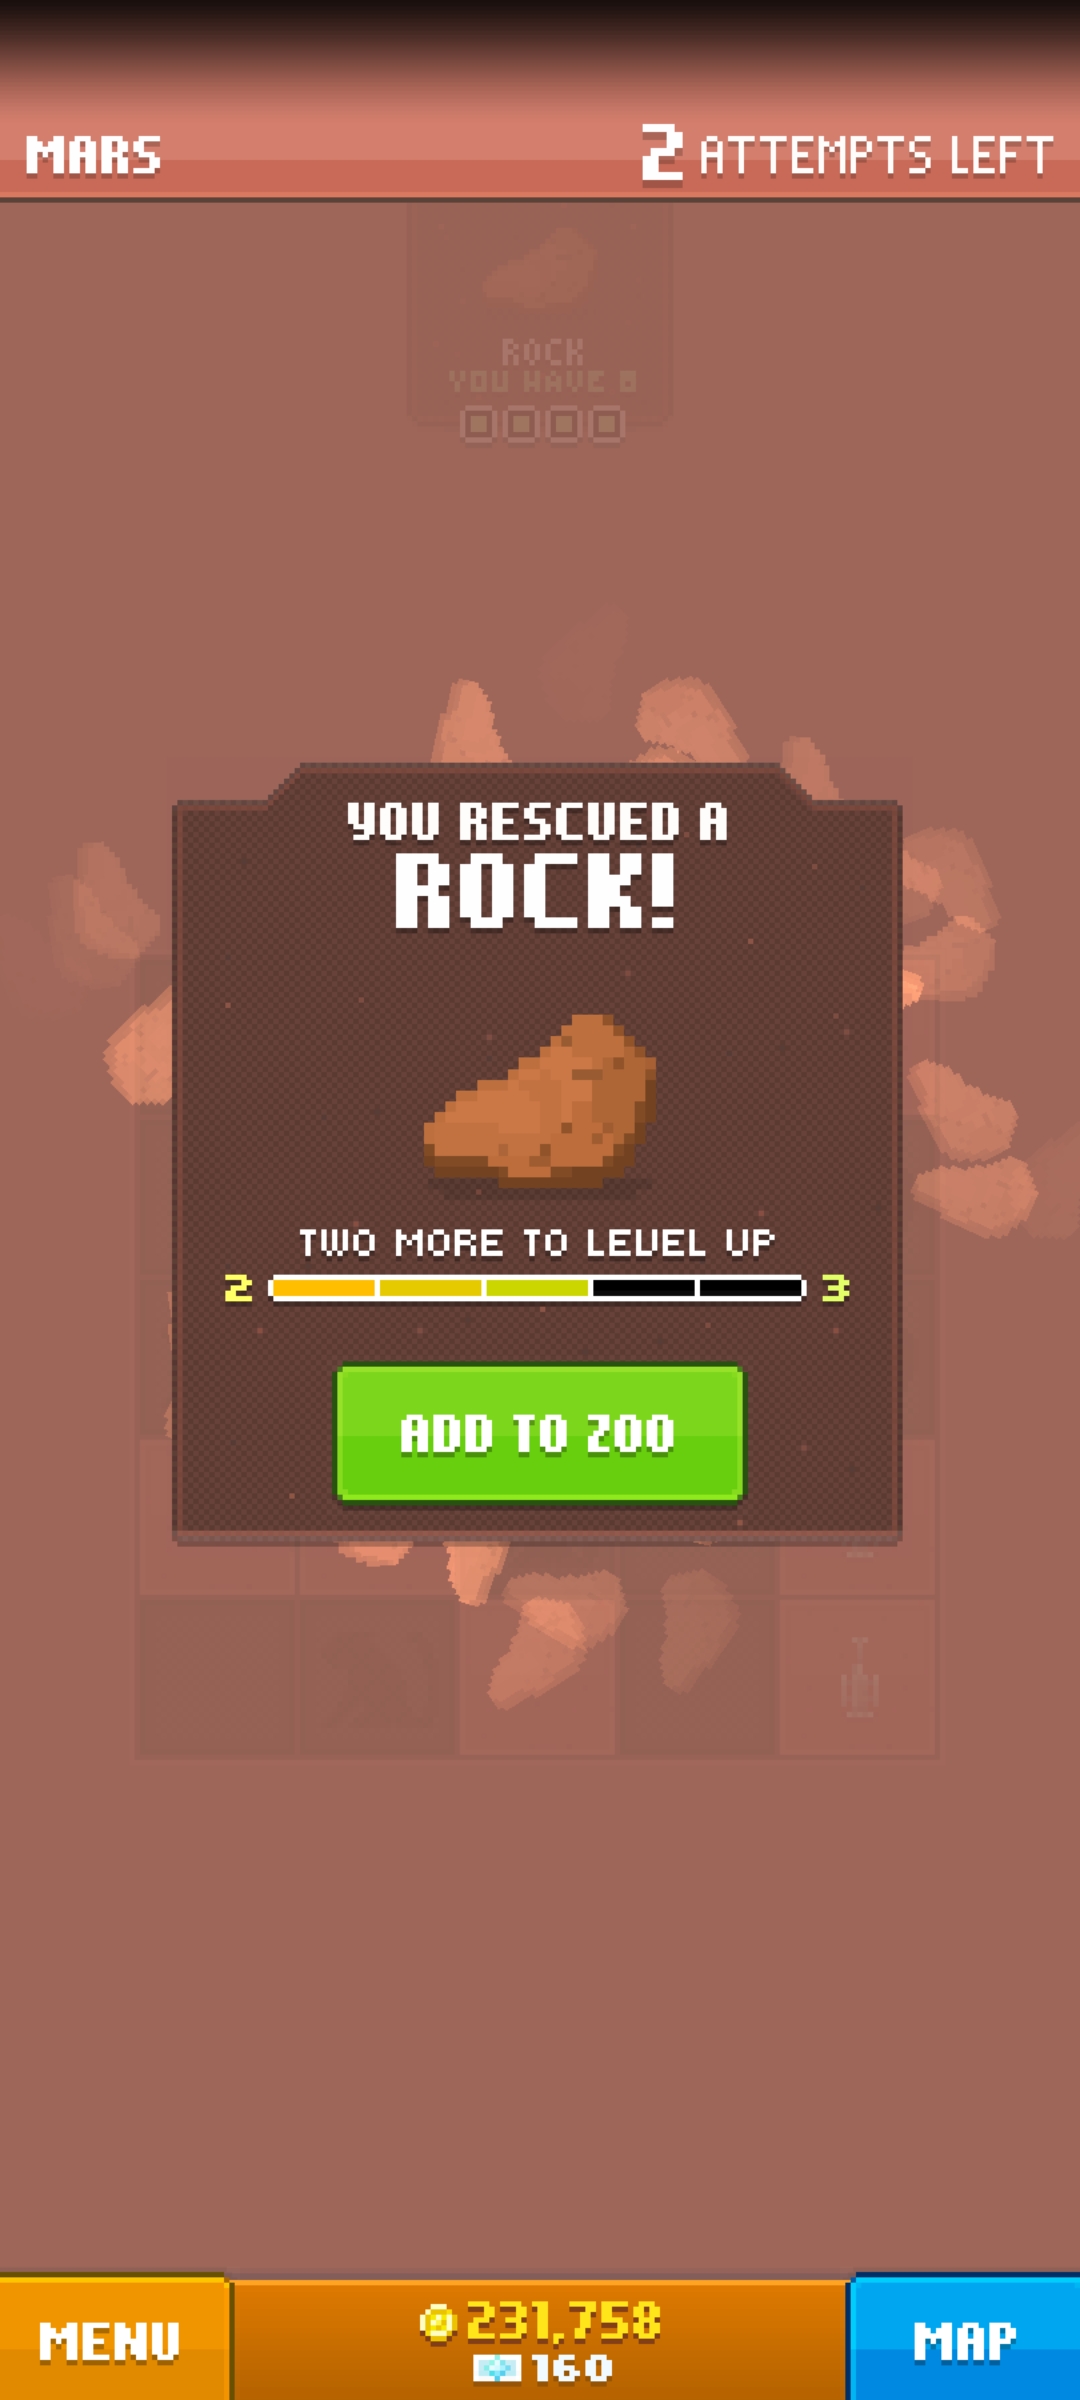 MARS
2 ATTEMPTS LEFT
ROCK
YOU HAVE 8
YOU RESCUED A
ROCK!
TWO MORE TO LEVEL UP
2 3
ADD TO ZOO
MENU
231,758
160
MAP